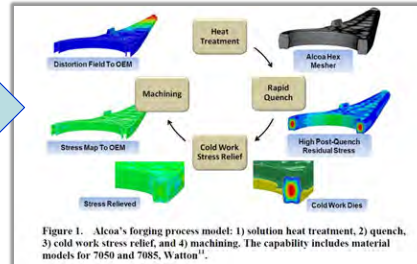 Heat
Treatment
Distortion Field To OEM
Alcoa Hex
Mesher
Machining
Rapid
Quench
Stress Map To OEM
High Post-Quench
Residual Stress
Cold Work
Stress Relief
Stress Relieved
Cold Work Dies
Figure 1. Alcoa's forging process model: 1) solution heat treatment, 2) quench,
3) cold work stress relief, and 4) machining. The capability includes material
models for 7050 and 7085, Watton¹¹.